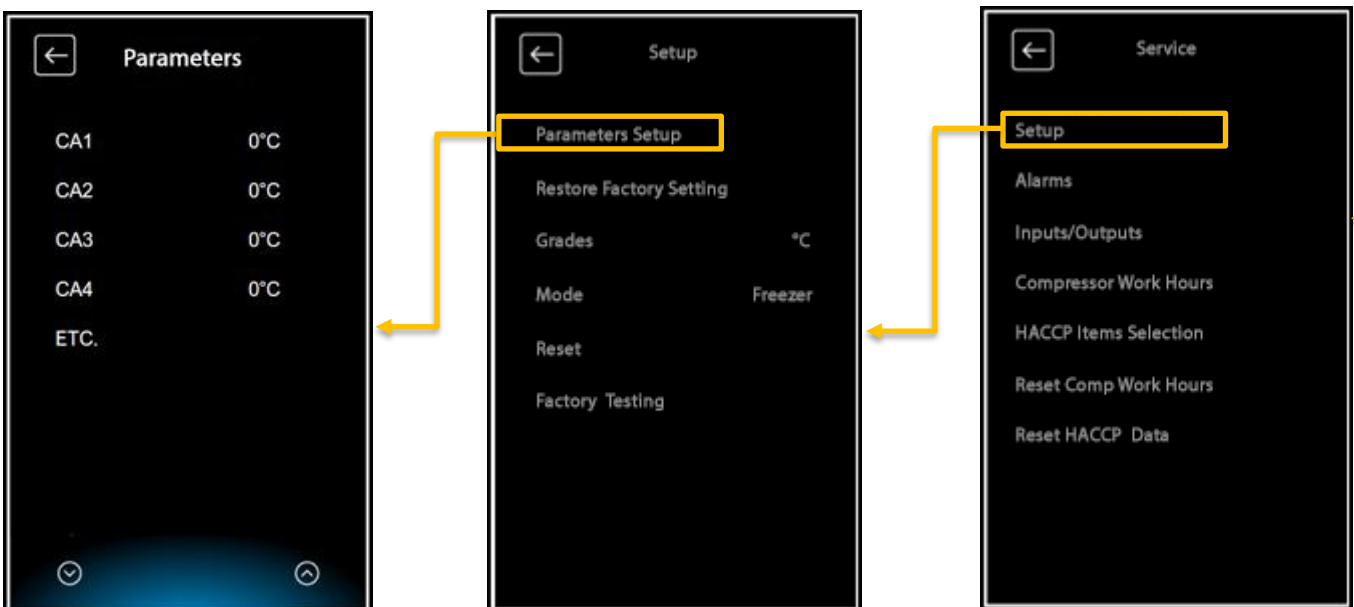 Parameters
CA1 0°C
CA2 0°C
CA3 0°C
CA4 0°C
ETC.
Setup
Parameters Setup
Restore Factory Setting
Grades °C
Mode Freezer
Reset
Factory Testing
Service
Setup
Alarms
Inputs/Outputs
Compressor Work Hours
HACCP Items Selection
Reset Comp Work Hours
Reset HACCP Data